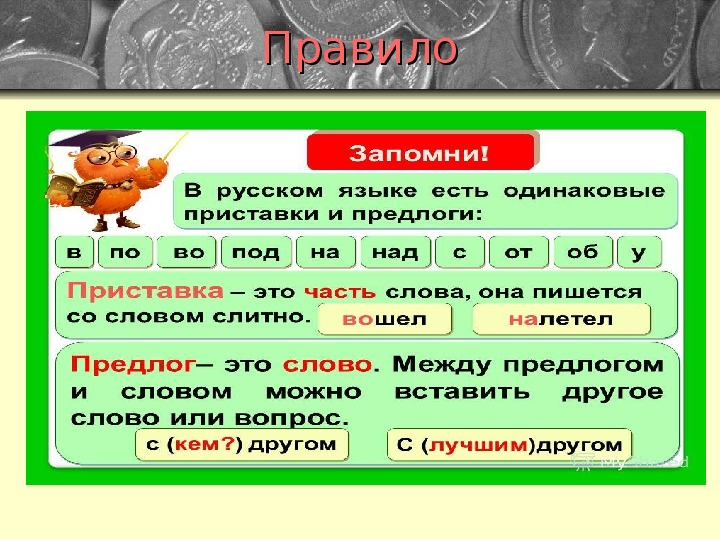 Правило
Запомни!
В русском языке есть одинаковые
приставки и предлоги:
в по во под на над с от об у
Приставка – это часть слова, она пишется
со словом слитно. вошел налетел
Предлог– это слово. Между предлогом
и словом можно вставить другое
слово или вопрос.
с (кем?) другом С (лучшим)другом